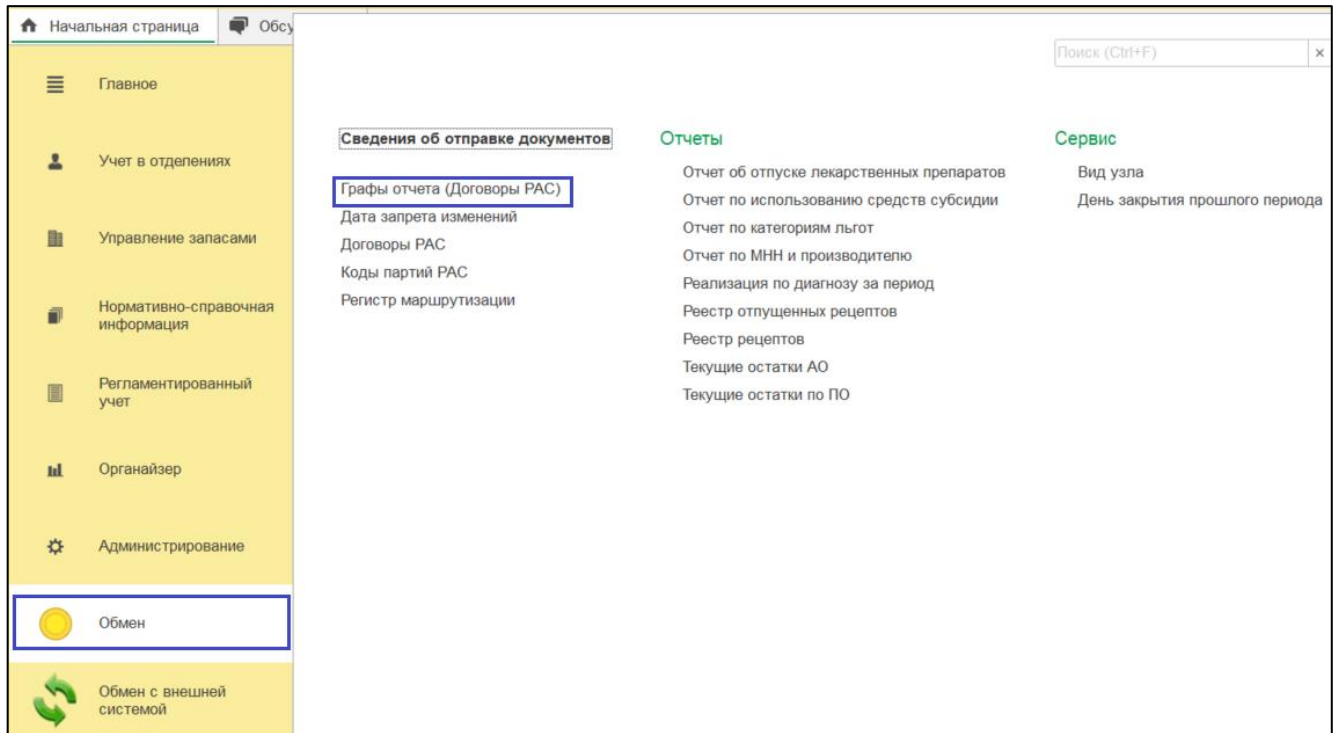 Начальная страница
Обсу
Поиск (Ctrl+F)
×
Главное
Учет в отделениях
Управление запасами
Нормативно-справочная
информация
Регламентированный
учет
Органайзер
Администрирование
Обмен
Обмен с внешней
системой
Сведения об отправке документов
Графы отчета (Договоры РАС)
Дата запрета изменений
Договоры РАС
Коды партий РАС
Регистр маршрутизации
Отчеты
Отчет об отпуске лекарственных препаратов
Отчет по использованию средств субсидии
Отчет по категориям льгот
Отчет по МНН и производителю
Реализация по диагнозу за период
Реестр отпущенных рецептов
Реестр рецептов
Текущие остатки АО
Текущие остатки по ПО
Сервис
Вид узла
День закрытия прошлого периода